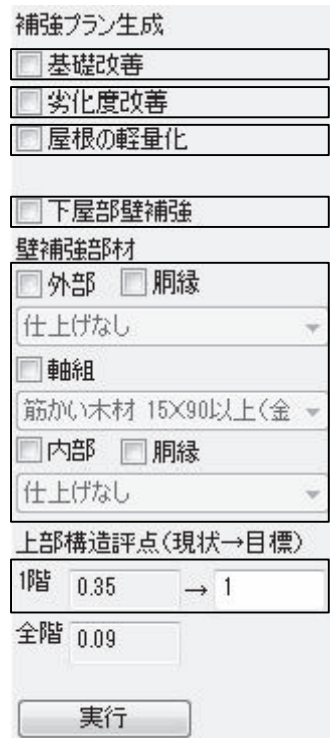 補強プラン生成
基礎改善
劣化度改善
屋根の軽量化
下屋部壁補強
壁補強部材
外部 胴縁
仕上げなし
軸組
筋かい木材 15×90以上(金
内部 胴縁
仕上げなし
上部構造評点(現状→目標)
1階 0.35 → 1
全階 0.09
実行